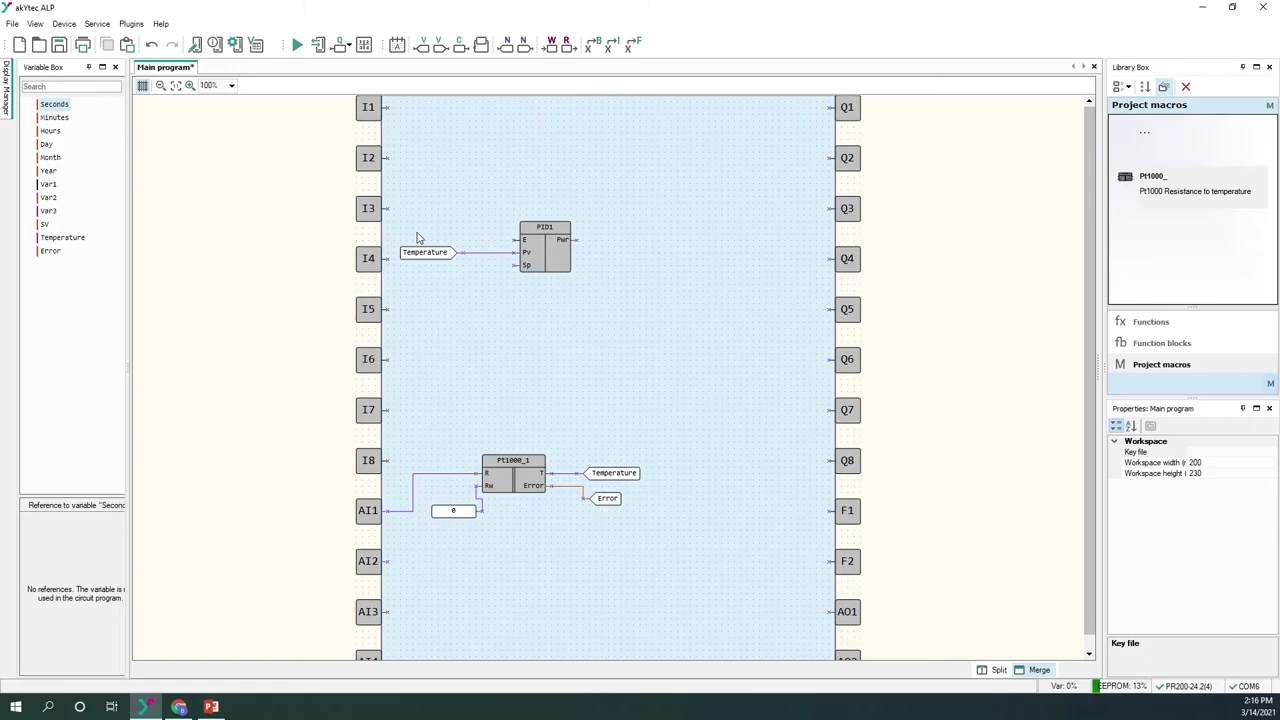 akYtec ALP
File View Device Service Plugins Help
Display Manager
Variable Box
Search
Seconds
Minutes
Hours
Day
Month
Year
Var1
Var2
Var3
SV
Temperature
Error
Reference to variable "Secon
No references. The variable is
used in the circuit program.
Main program*
100%
I1
I2
I3
I4
I5
I6
I7
I8
AI1
AI2
AI3
Q1
Q2
Q3
Q4
Q5
Q6
Q7
Q8
F1
F2
AO1
Temperature
PID1
E Pwr
Pv
Sp
Pt1000_1
R T
Rw Error
Temperature
Error
0
Split Merge
Library Box
Project macros M
...
Pt1000_
Pt1000 Resistance to temperature
fx Functions
fb Function blocks
M Project macros
M
Properties: Main program
Workspace
Key file
Workspace width (r 200
Workspace height ( 230
Key file
Var: 0% EEPROM: 13% PR200-24.2(4) COM6
2:16 PM
3/14/2021